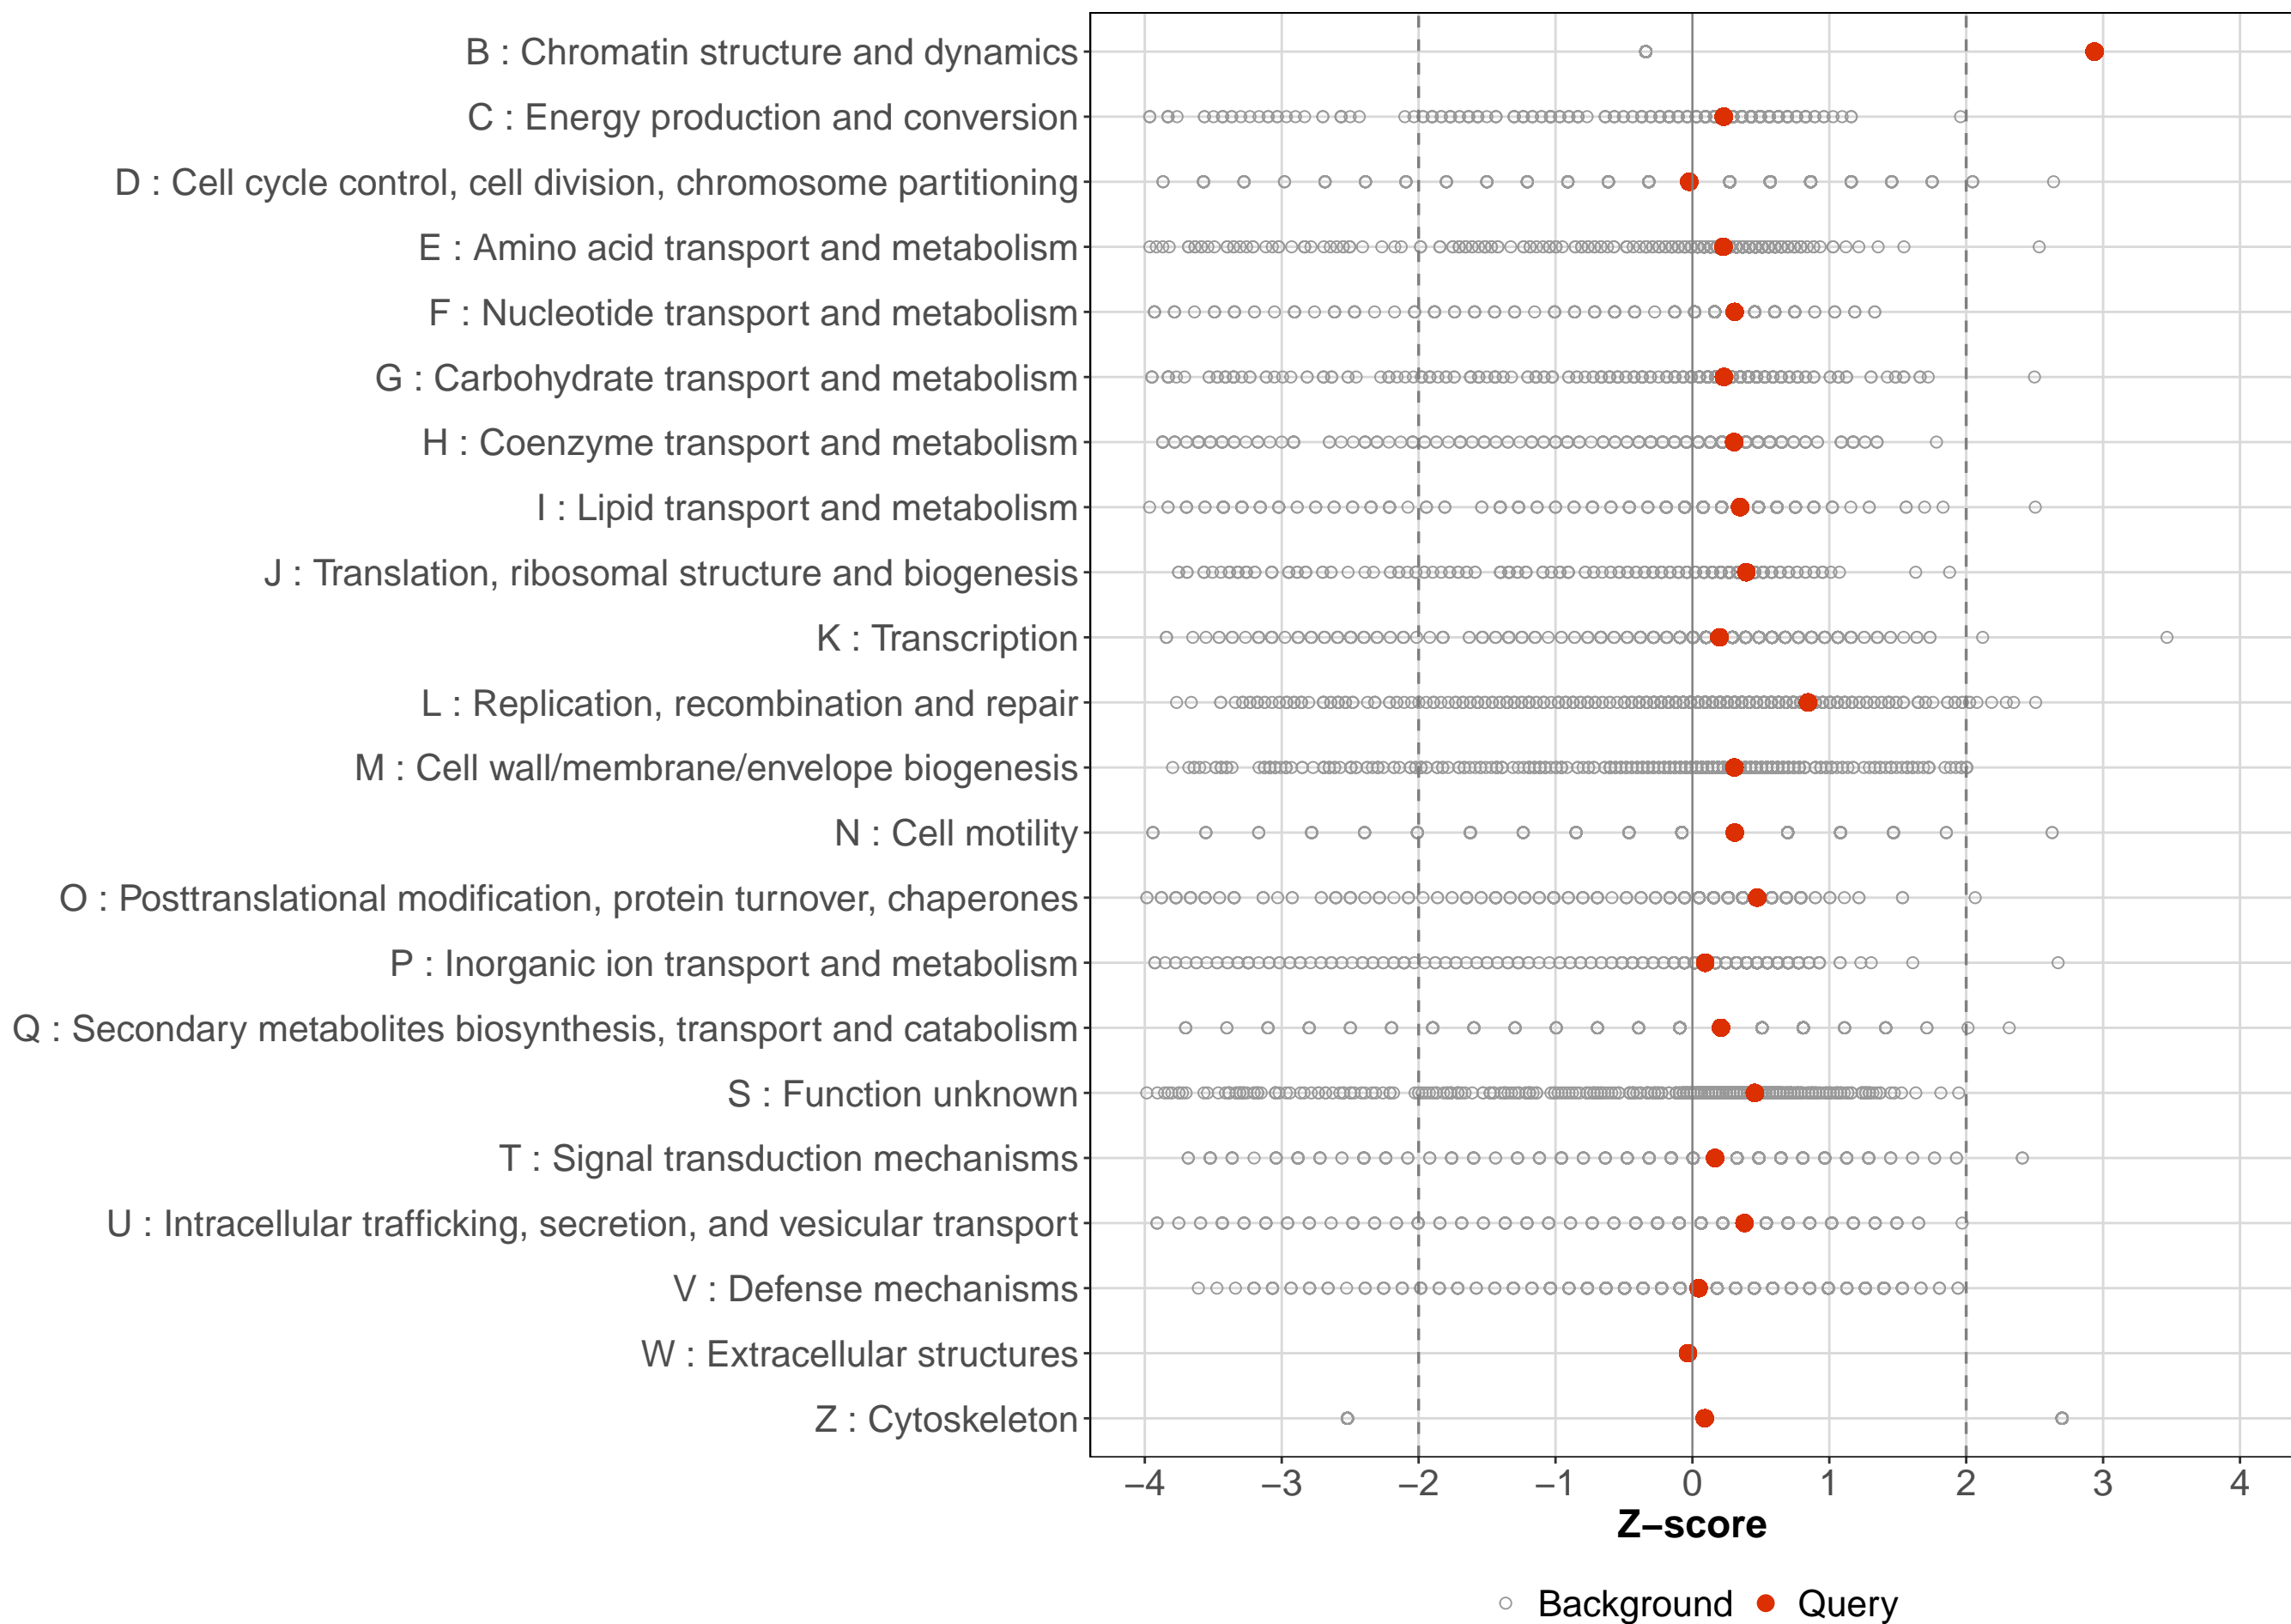 B : Chromatin structure and dynamics
C : Energy production and conversion
D : Cell cycle control, cell division, chromosome partitioning
E : Amino acid transport and metabolism
F : Nucleotide transport and metabolism
G : Carbohydrate transport and metabolism
H : Coenzyme transport and metabolism
I : Lipid transport and metabolism
J : Translation, ribosomal structure and biogenesis
K : Transcription
L : Replication, recombination and repair
M : Cell wall/membrane/envelope biogenesis
N : Cell motility
O : Posttranslational modification, protein turnover, chaperones
P : Inorganic ion transport and metabolism
Q : Secondary metabolites biosynthesis, transport and catabolism
S : Function unknown
T : Signal transduction mechanisms
U : Intracellular trafficking, secretion, and vesicular transport
V : Defense mechanisms
W : Extracellular structures
Z : Cytoskeleton
−4 −3 −2 −1 0 1 2 3 4
Z−score
Background Query